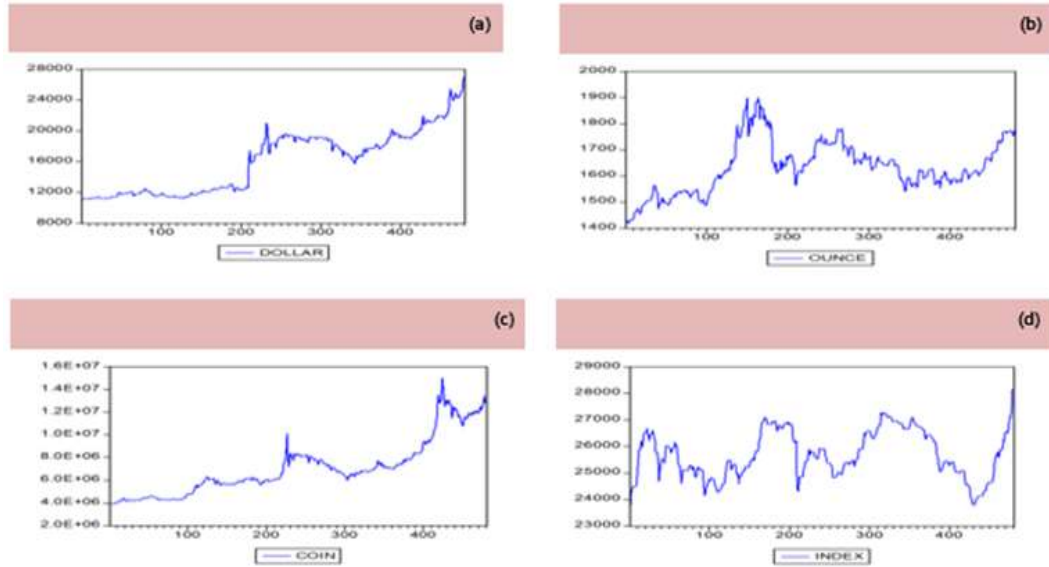 (a)
28000
24000
20000
16000
12000
8000
100 200 300 400
DOLLAR
(b)
2000
1900
1800
1700
1600
1500
1400
100 200 300 400
OUNCE
(c)
1.6E+07
1.4E+07
1.2E+07
1.0E+07
8.0E+06
6.0E+06
4.0E+06
2.0E+06
100 200 300 400
COIN
(d)
29000
28000
27000
26000
25000
24000
23000
100 200 300 400
INDEX